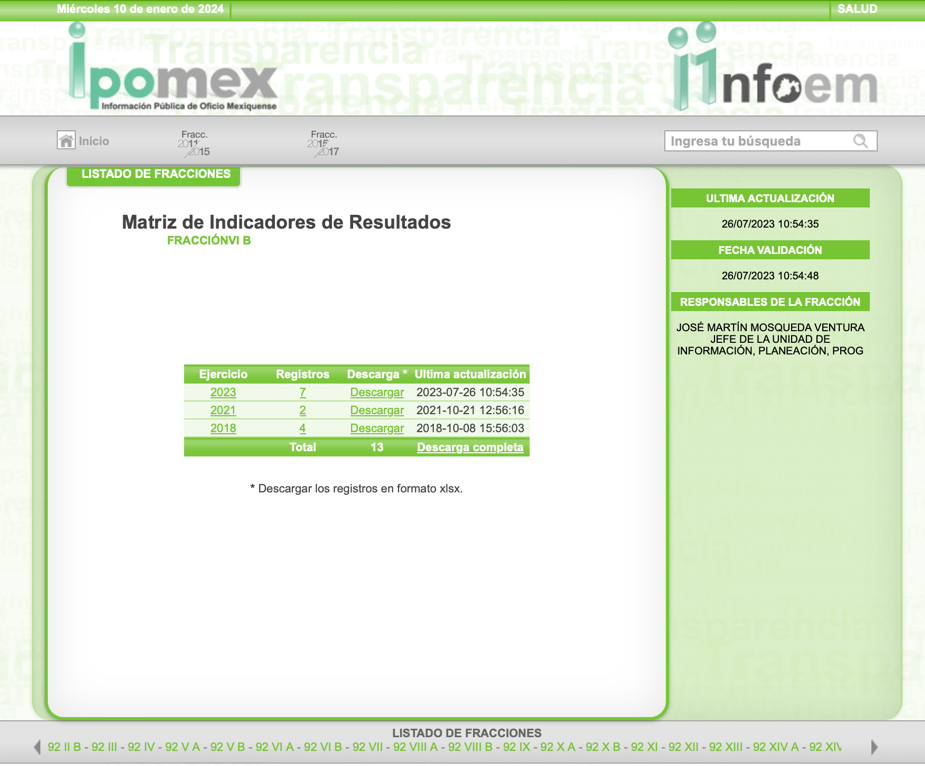 Miércoles 10 de enero de 2024
SALUD
ipomex
Información Pública de Oficio Mexiquense
infoem
Inicio
Fracc.
2011
2015
Fracc.
2015
2017
Ingresa tu búsqueda
LISTADO DE FRACCIONES
Matriz de Indicadores de Resultados
FRACCIÓNVI B
Ejercicio Registros Descarga * Ultima actualización
2023 7 Descargar 2023-07-26 10:54:35
2021 2 Descargar 2021-10-21 12:56:16
2018 4 Descargar 2018-10-08 15:56:03
Total 13 Descarga completa
* Descargar los registros en formato xlsx.
ULTIMA ACTUALIZACIÓN
26/07/2023 10:54:35
FECHA VALIDACIÓN
26/07/2023 10:54:48
RESPONSABLES DE LA FRACCIÓN
JOSÉ MARTÍN MOSQUEDA VENTURA
JEFE DE LA UNIDAD DE
INFORMACIÓN, PLANEACIÓN, PROG
LISTADO DE FRACCIONES
92 II B - 92 III - 92 IV - 92 V A - 92 V B - 92 VI A - 92 VI B - 92 VII - 92 VIII A - 92 VIII B - 92 IX - 92 X A - 92 X B - 92 XI - 92 XII - 92 XIII - 92 XIV A - 92 XIV